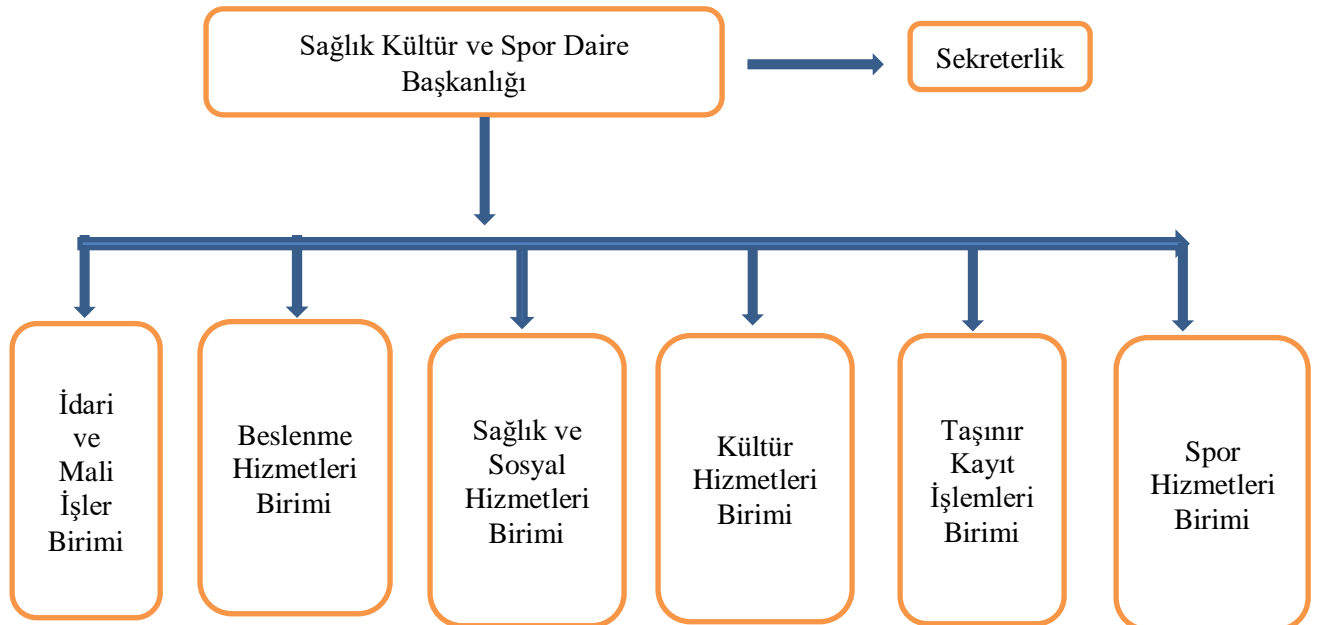 Sağlık Kültür ve Spor Daire
Başkanlığı
Sekreterlik
İdari
ve
Mali
İşler
Birimi
Beslenme
Hizmetleri
Birimi
Sağlık ve
Sosyal
Hizmetleri
Birimi
Kültür
Hizmetleri
Birimi
Taşınır
Kayıt
İşlemleri
Birimi
Spor
Hizmetleri
Birimi